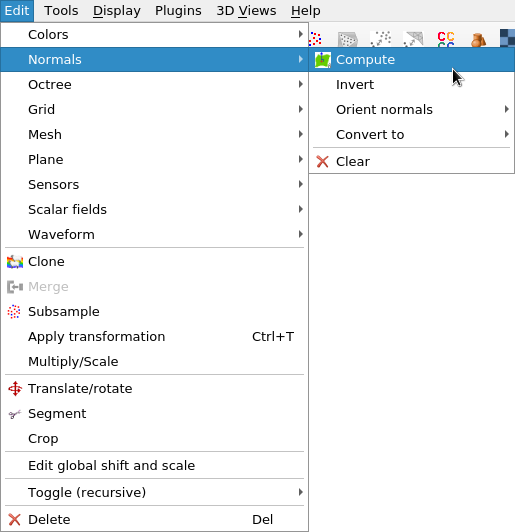 Edit Tools Display Plugins 3D Views Help
Colors
Normals
Octree
Grid
Mesh
Plane
Sensors
Scalar fields
Waveform
Clone
Merge
Subsample
Apply transformation Ctrl+T
Multiply/Scale
Translate/rotate
Segment
Crop
Edit global shift and scale
Toggle (recursive)
Delete Del
Compute
Invert
Orient normals
Convert to
Clear